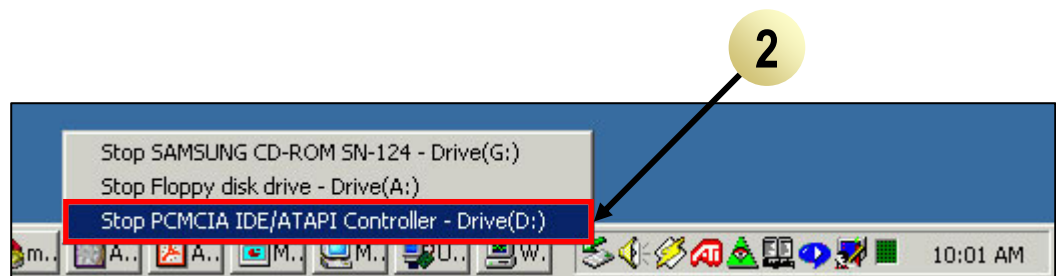 2
Stop SAMSUNG CD-ROM SN-124 - Drive(G:)
Stop Floppy disk drive - Drive(A:)
Stop PCMCIA IDE/ATAPI Controller - Drive(D:)
m.. A.. A.. M.. M.. U.. W.. 10:01 AM